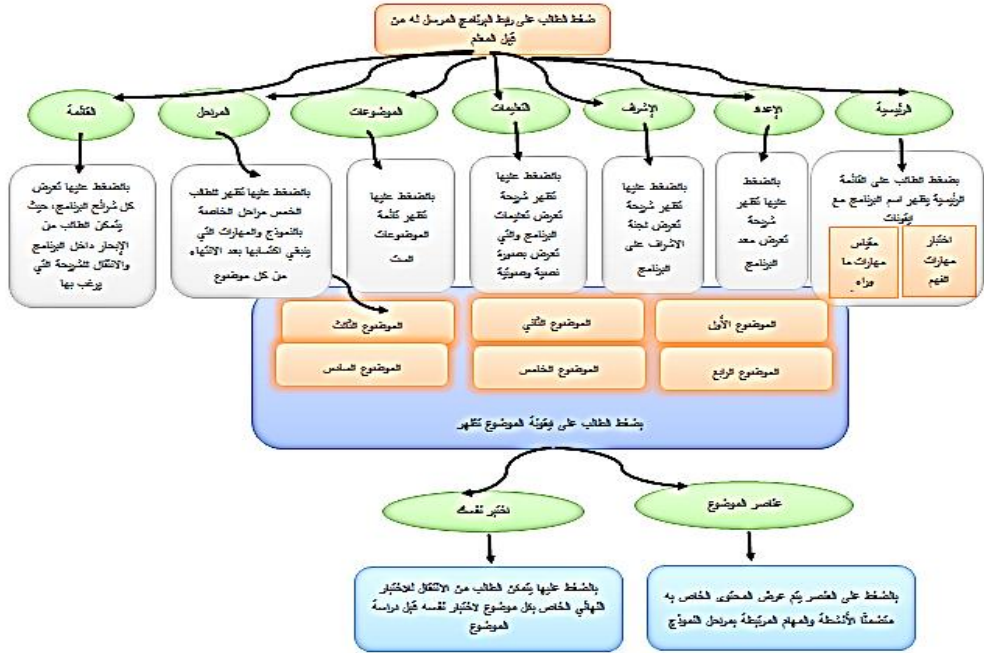 ضغط الطالب على رابط البرنامج المرسل له من
قبل المعلم
الرئيسية
الإعداد
الإشراف
التعليمات
الموضوعات
المراحل
القائمة
بضغط الطالب على القائمة
الرئيسية يظهر اسم البرنامج مع
ايقونات
اختبار
مهارات
الفهم
مقياس
مهارات ما
وراء
بالضغط
عليها تظهر
شريحة
تعرض معد
البرنامج
بالضغط عليها
تظهر شريحة
تعرض لجنة
الاشراف على
البرنامج
بالضغط عليها
تظهر شريحة
تعرض تعليمات
البرنامج والتي
تعرض بصورة
نصية وصوتية
بالضغط عليها
تظهر قائمة
الموضوعات
الست
بالضغط عليها تظهر للطالب
الخمس مراحل الخاصة
بالنموذج والمهارات التي
ينبغي اكتسابها بعد الانتهاء
من كل موضوع
بالضغط عليها تعرض
كل شرائح البرنامج، حيث
يتمكن الطالب من
الإبحار داخل البرنامج
والانتقال للشريحة التي
يرغب بها
الموضوع الأول
الموضوع الثاني
الموضوع الثالث
الموضوع الرابع
الموضوع الخامس
الموضوع السادس
بضغط الطالب على ايقونة الموضوع تظهر
عناصر الموضوع
اختبر نفسك
بالضغط على العنصر يتم عرض المحتوى الخاص به
متضمنًا الأنشطة والمهام المرتبطة بمراحل النموذج
بالضغط عليها يتمكن الطالب من الانتقال للاختبار
النهائي الخاص بكل موضوع لاختبار نفسه قبل دراسة
الموضوع